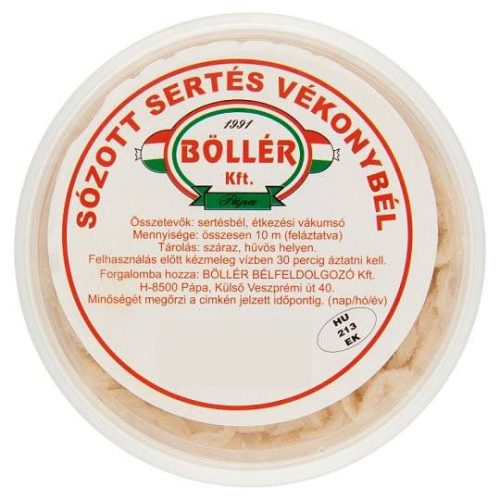 SÓZOTT SERTÉS VÉKONYBÉL
1991
BÖLLÉR
Kft.
Pápa
Összetevők: sertésbél, étkezési vákumsó
Mennyisége: összesen 10 m (feláztatva)
Tárolás: száraz, hűvös helyen.
Felhasználás előtt kézmeleg vízben 30 percig áztatni kell.
Forgalomba hozza: BÖLLÉR BÉLFELDOLGOZÓ Kft.
H-8500 Pápa, Külső Veszprémi út 40.
Minőségét megőrzi a cimkén jelzett időpontig. (nap/hó/év)
HU
213
EK